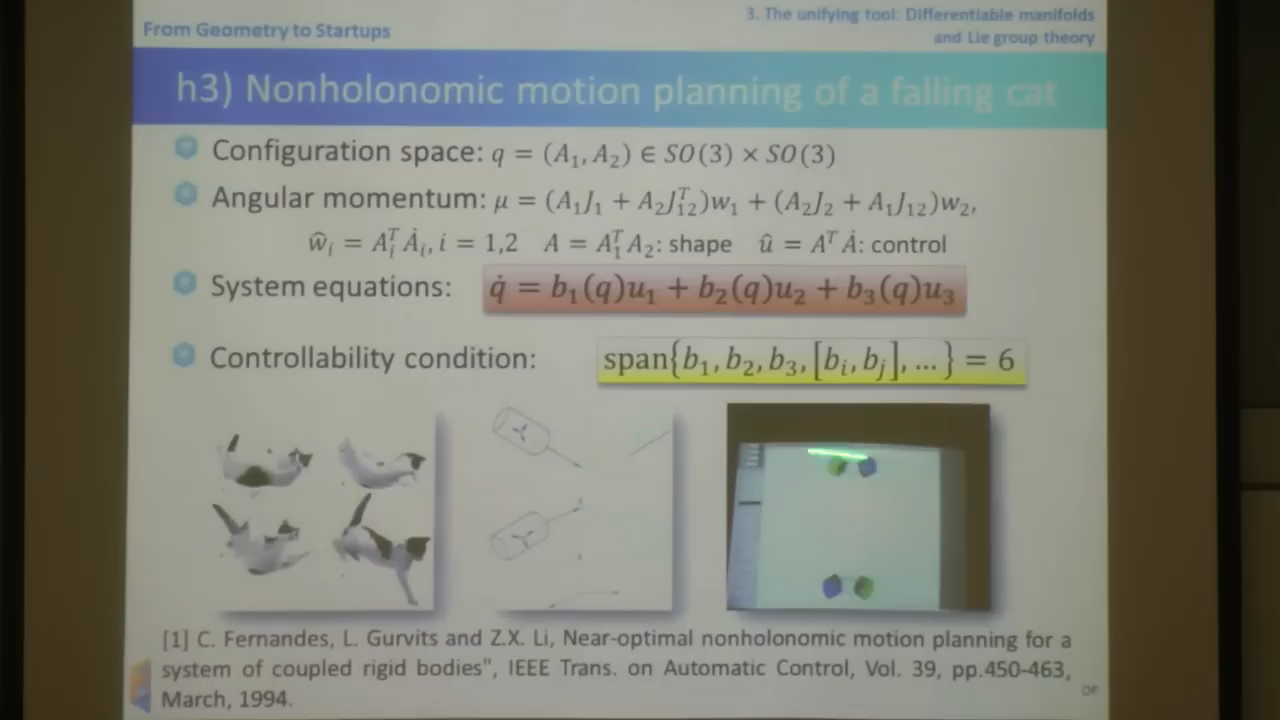 From Geometry to Startups
3. The unifying tool: Differentiable manifolds
and Lie group theory
h3) Nonholonomic motion planning of a falling cat
Configuration space: q = (A₁, A₂) ∈ SO(3) × SO(3)
Angular momentum: μ = (A₁J₁ + A₂J₁₂ᵀ)w₁ + (A₂J₂ + A₁J₁₂)w₂,
ŵᵢ = AᵢᵀȦᵢ, i = 1,2 A = A₁ᵀA₂: shape û = AᵀȦ: control
System equations: q̇ = b₁(q)u₁ + b₂(q)u₂ + b₃(q)u₃
Controllability condition: span{b₁, b₂, b₃, [bᵢ, bⱼ], … } = 6
[1] C. Fernandes, L. Gurvits and Z.X. Li, Near-optimal nonholonomic motion planning for a
system of coupled rigid bodies", IEEE Trans. on Automatic Control, Vol. 39, pp.450-463,
March, 1994.